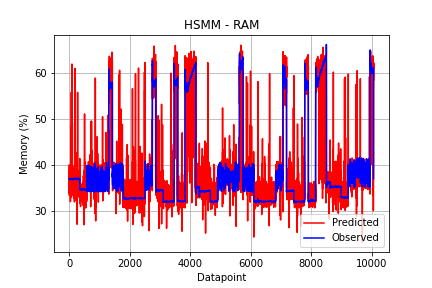 HSMM - RAM
Memory (%)
60
50
40
30
0
2000
4000
6000
8000
10000
Datapoint
Predicted
Observed